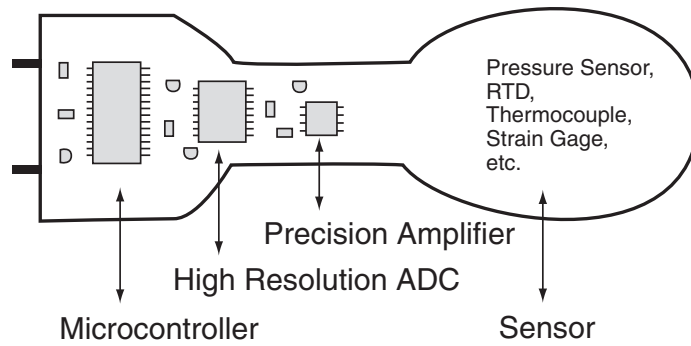 Pressure Sensor,
RTD,
Thermocouple,
Strain Gage,
etc.
Precision Amplifier
High Resolution ADC
Microcontroller
Sensor